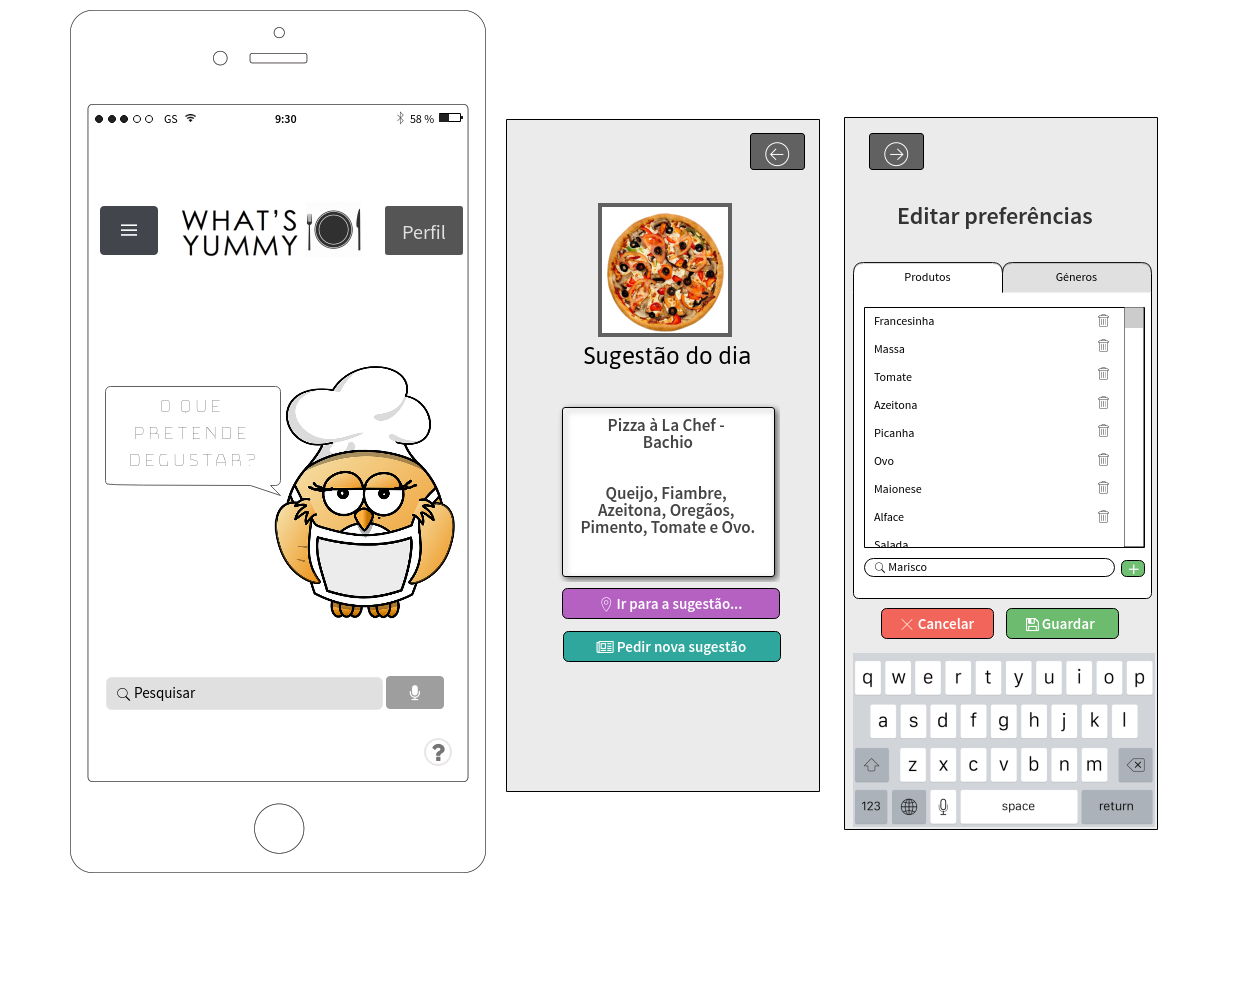 GS 9:30 58 %
WHAT'S
YUMMY
Perfil
O QUE
PRETENDE
DEGUSTAR?
Pesquisar
?
Sugestão do dia
Pizza à La Chef -
Bachio
Queijo, Fiambre,
Azeitona, Oregãos,
Pimento, Tomate e Ovo.
Ir para a sugestão...
Pedir nova sugestão
Editar preferências
Produtos Géneros
Francesinha
Massa
Tomate
Azeitona
Picanha
Ovo
Maionese
Alface
Salada
Marisco
Cancelar Guardar
q w e r t y u i o p
a s d f g h j k l
z x c v b n m
123 space return